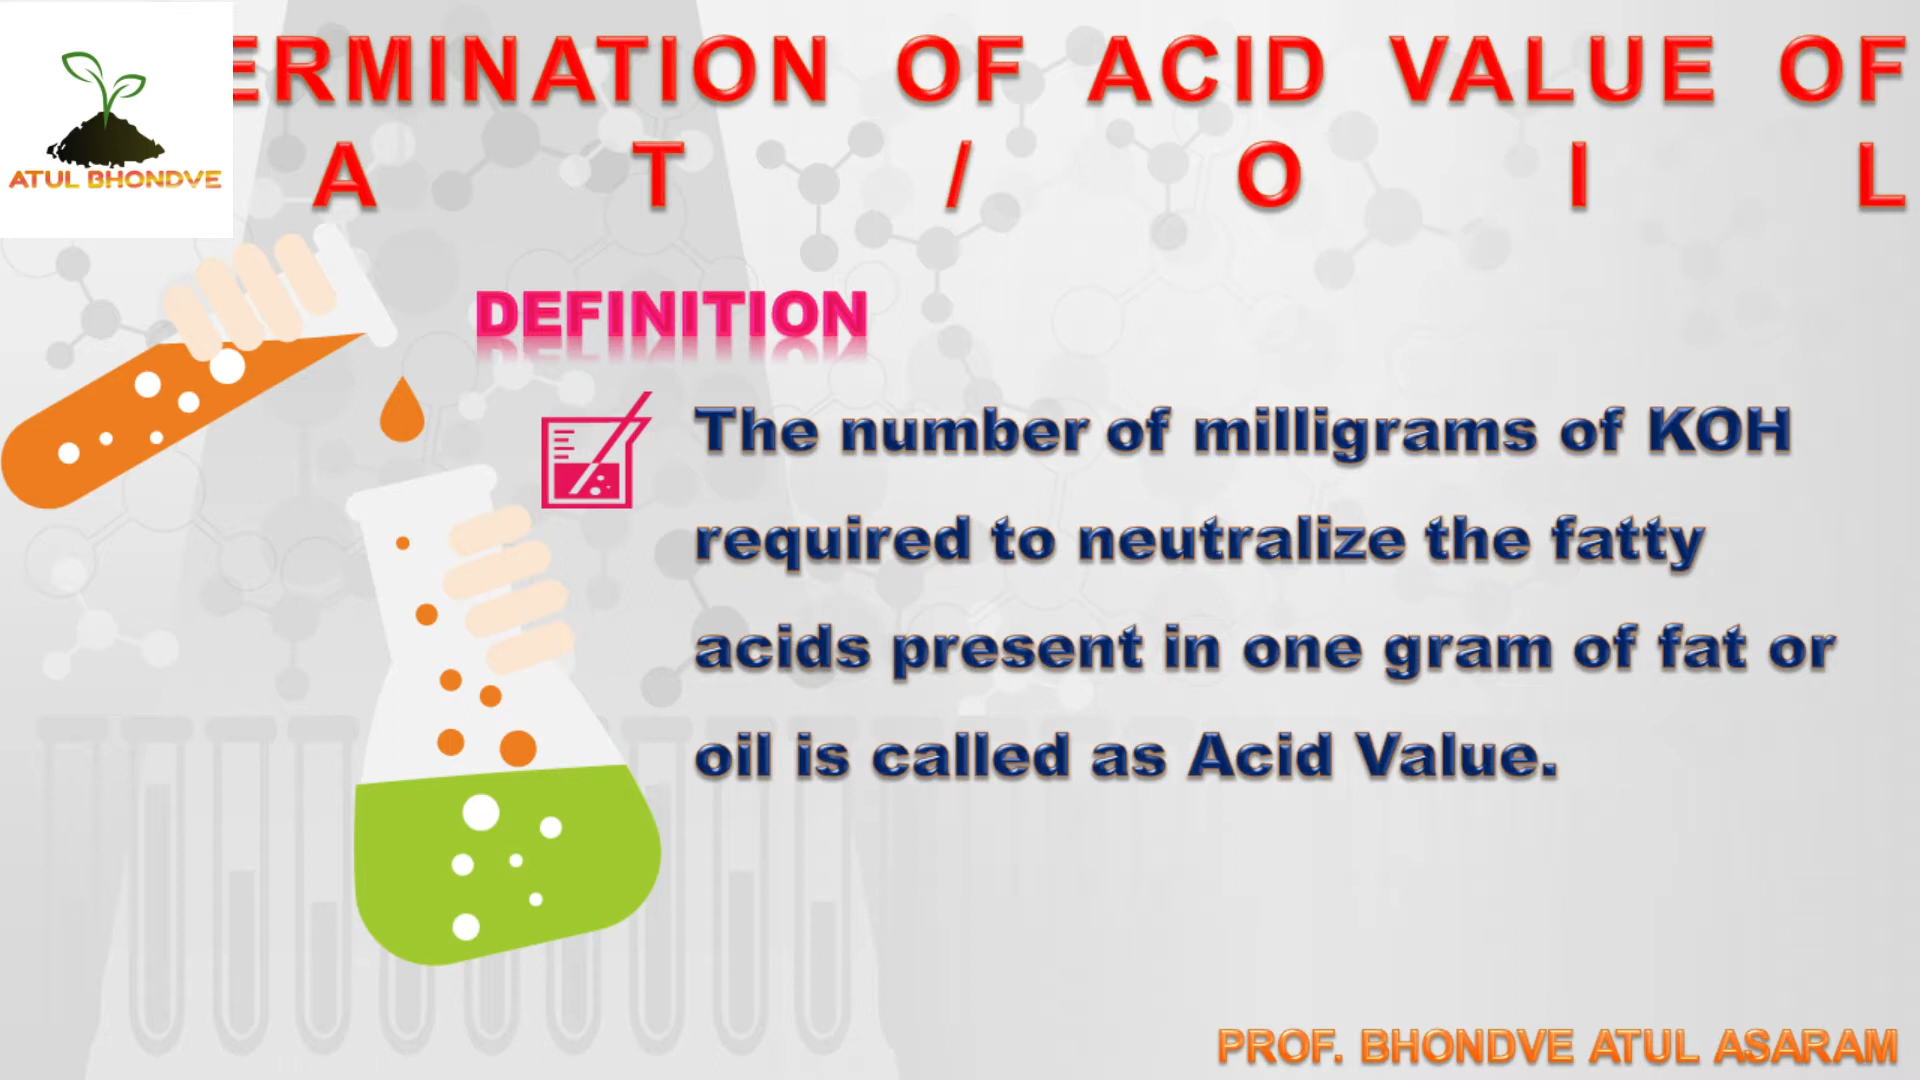 ERMINATION OF ACID VALUE OF
A T / O I L
ATUL BHONDVE
DEFINITION
The number of milligrams of KOH
required to neutralize the fatty
acids present in one gram of fat or
oil is called as Acid Value.
PROF. BHONDVE ATUL ASARAM